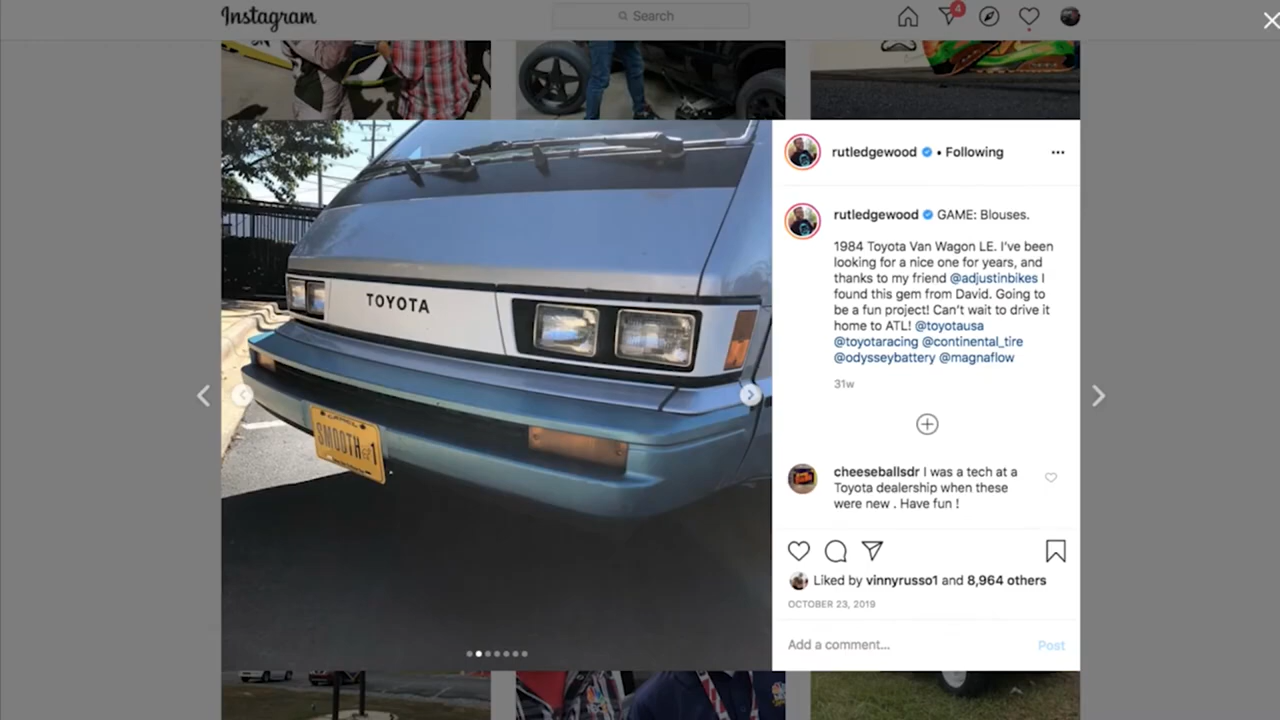 Instagram
Search
4
rutledgewood • Following
rutledgewood GAME: Blouses.
1984 Toyota Van Wagon LE. I've been
looking for a nice one for years, and
thanks to my friend @adjustinbikes I
found this gem from David. Going to
be a fun project! Can't wait to drive it
home to ATL! @toyotausa
@toyotaracing @continental_tire
@odysseybattery @magnaflow
31w
cheeseballsdr I was a tech at a
Toyota dealership when these
were new . Have fun !
Liked by vinnyrusso1 and 8,964 others
OCTOBER 23, 2019
Add a comment...
Post
TOYOTA
CAMEL
SMOOTH 1